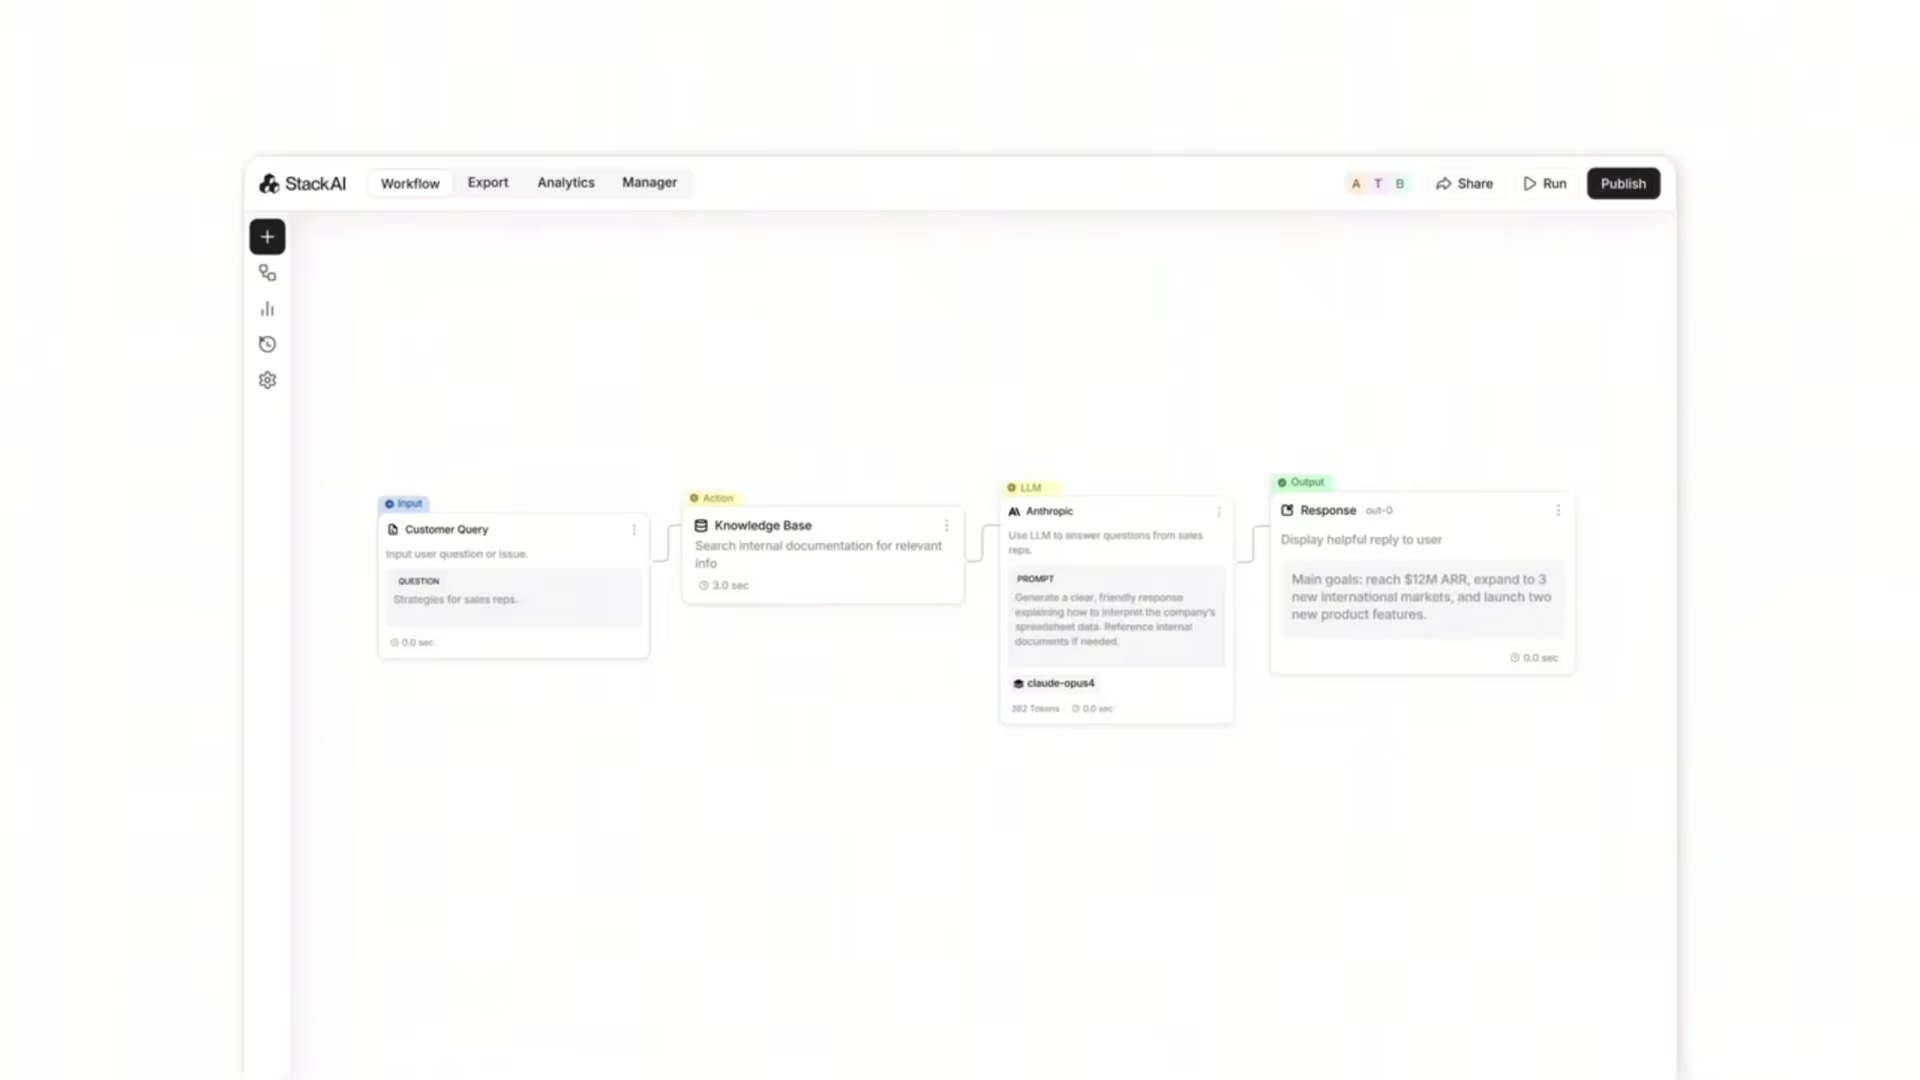 StackAI
Workflow
Export
Analytics
Manager
A T B
Share
Run
Publish
Input
Customer Query
Input user question or issue.
QUESTION
Strategies for sales reps.
0.0 sec
Action
Knowledge Base
Search internal documentation for relevant
info
3.0 sec
LLM
Anthropic
Use LLM to answer questions from sales
reps.
PROMPT
Generate a clear, friendly response
explaining how to interpret the company's
spreadsheet data. Reference internal
documents if needed.
claude-opus4
392 Tokens
0.0 sec
Output
Response out-0
Display helpful reply to user
Main goals: reach $12M ARR, expand to 3
new international markets, and launch two
new product features.
0.0 sec